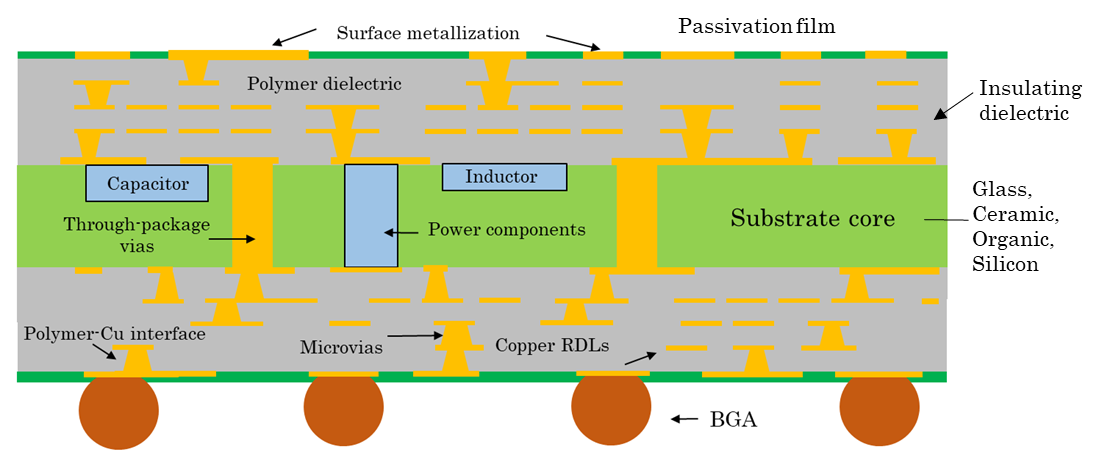 Surface metallization
Passivation film
Polymer dielectric
Insulating
dielectric
Capacitor
Inductor
Through-package
vias
Power components
Substrate core
Glass,
Ceramic,
Organic,
Silicon
Polymer-Cu interface
Microvias
Copper RDLs
BGA